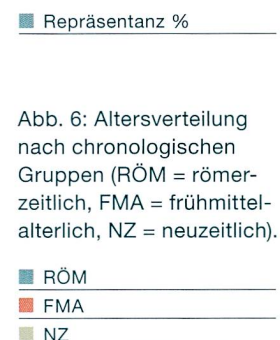 Repräsentanz %
Abb. 6: Altersverteilung
nach chronologischen
Gruppen (RÖM = römer-
zeitlich, FMA = frühmittel-
alterlich, NZ = neuzeitlich).
RÖM
FMA
NZ